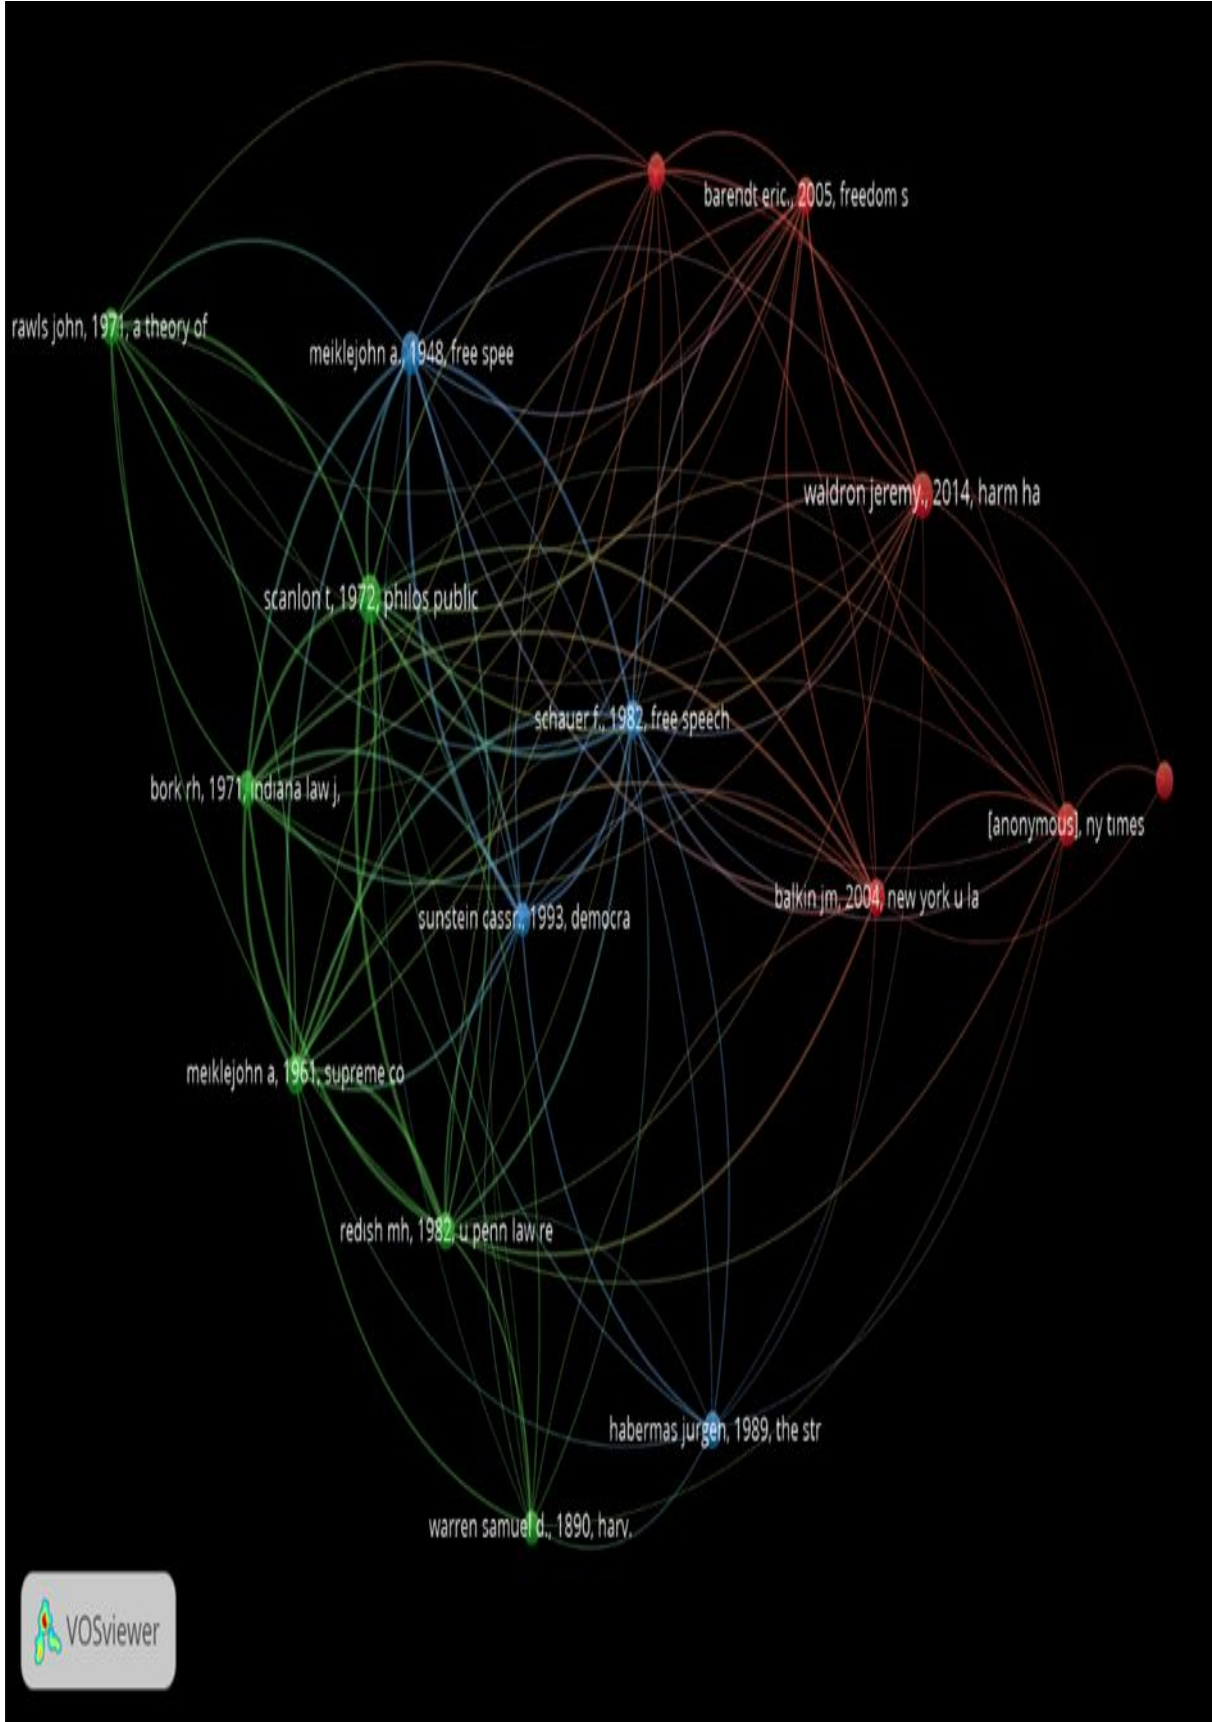 barendt eric., 2005, freedom s
rawls john, 1971, a theory of
meiklejohn a., 1948, free spee
waldron jeremy., 2014, harm ha
scanlon t, 1972, philos public
schauer f., 1982, free speech
bork rh, 1971, indiana law j,
[anonymous], ny times
balkin jm, 2004, new york u la
sunstein cassr., 1993, democra
meiklejohn a, 1961, supreme co
redish mh, 1982, u penn law re
habermas jurgen, 1989, the str
warren samuel d., 1890, harv.
VOSviewer